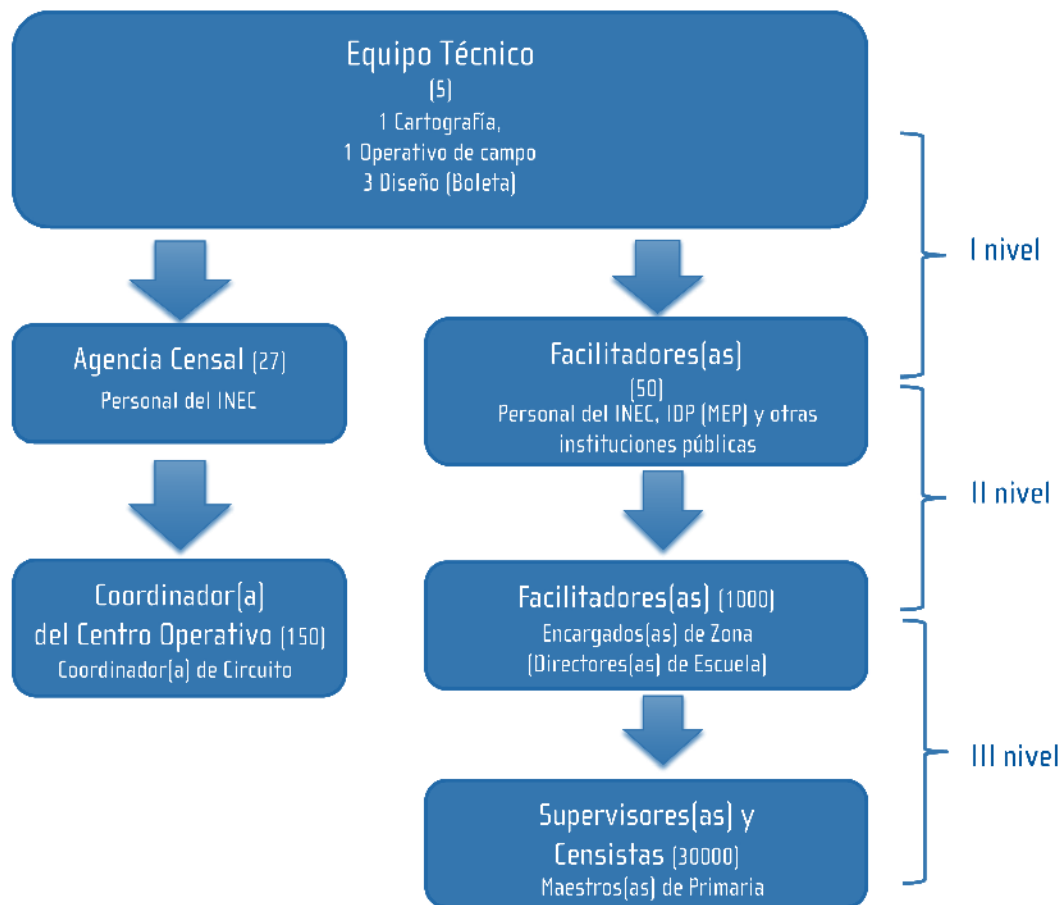 Equipo Técnico
(5)
1 Cartografía,
1 Operativo de campo
3 Diseño (Boleta)
I nivel
Agencia Censal (27)
Personal del INEC
Facilitadores(as)
(50)
Personal del INEC, IDP (MEP) y otras
instituciones públicas
II nivel
Coordinador(a)
del Centro Operativo (150)
Coordinador(a) de Circuito
Facilitadores(as) (1000)
Encargados(as) de Zona
(Directores(as) de Escuela)
III nivel
Supervisores(as) y
Censistas (30000)
Maestros(as) de Primaria